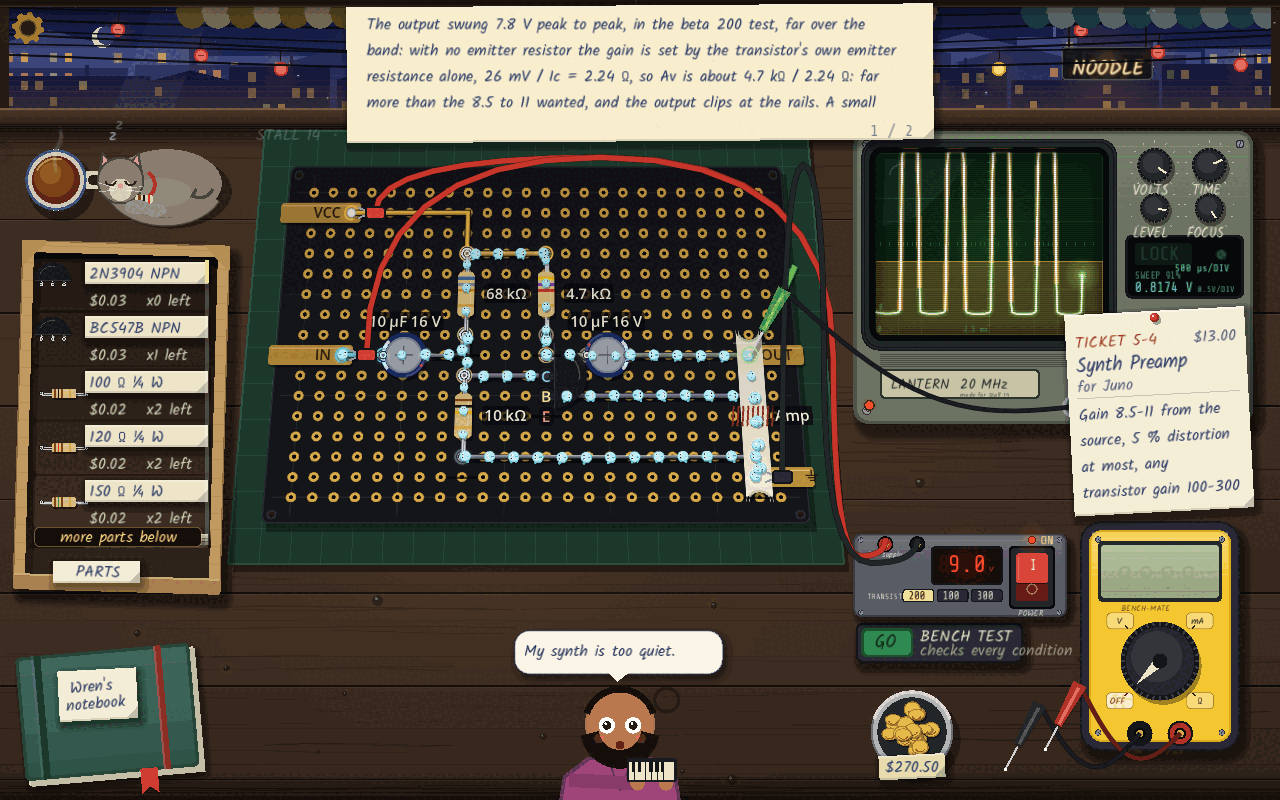 The output swung 7.8 V peak to peak, in the beta 200 test, far over the
band: with no emitter resistor the gain is set by the transistor's own emitter
resistance alone, 26 mV / Ic = 2.24 Ω, so Av is about 4.7 kΩ / 2.24 Ω: far
more than the 8.5 to 11 wanted, and the output clips at the rails. A small
1 / 2
NOODLE
z
z
STALL 14
VCC
68 kΩ
4.7 kΩ
10 µF 16 V
10 µF 16 V
IN
OUT
C
B
E
10 kΩ
Amp
2N3904 NPN
$0.03 x0 left
BC547B NPN
$0.03 x1 left
100 Ω ¼ W
$0.02 x2 left
120 Ω ¼ W
$0.02 x2 left
150 Ω ¼ W
$0.02 x2 left
more parts below
PARTS
Wren's
notebook
VOLTS TIME
LEVEL FOCUS
LOCK
500 µs/DIV
SWEEP 91%
0.8174 V 0.5V/DIV
LANTERN 20 MHz
made for Stall 14
TICKET 5-4 $13.00
Synth Preamp
for Juno
Gain 8.5-11 from the
source, 5 % distortion
at most, any
transistor gain 100-300
supply
9.0 V
ON
I
TRANSIST 200 100 300
POWER
GO
BENCH TEST
checks every condition
BENCH-MATE
V
mA
OFF
Ω
My synth is too quiet.
$270.50